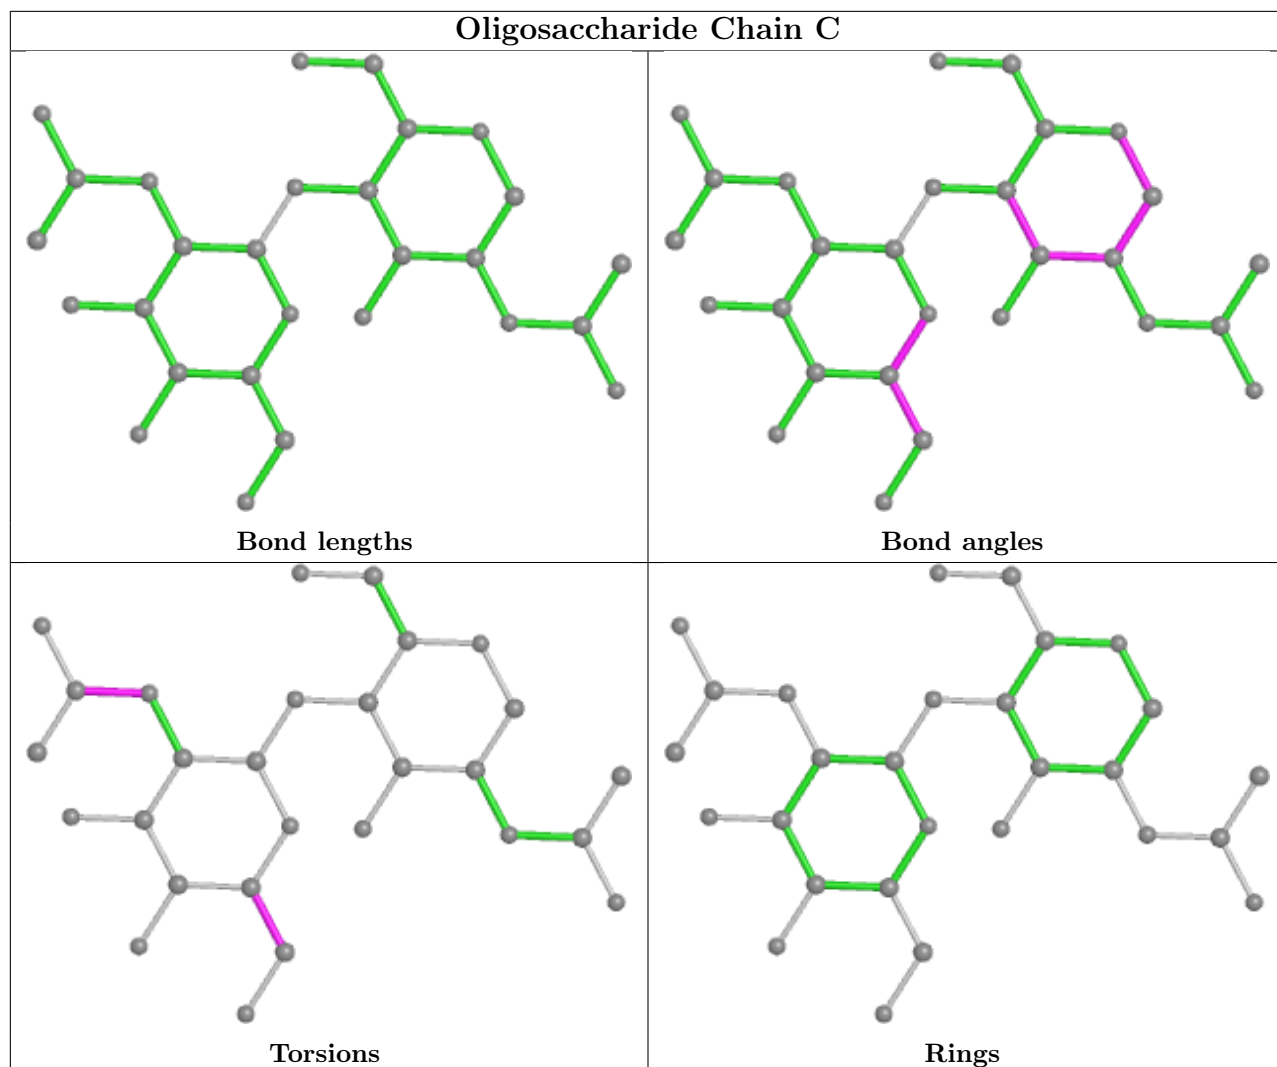 Oligosaccharide Chain C
Bond lengths
Bond angles
Torsions
Rings